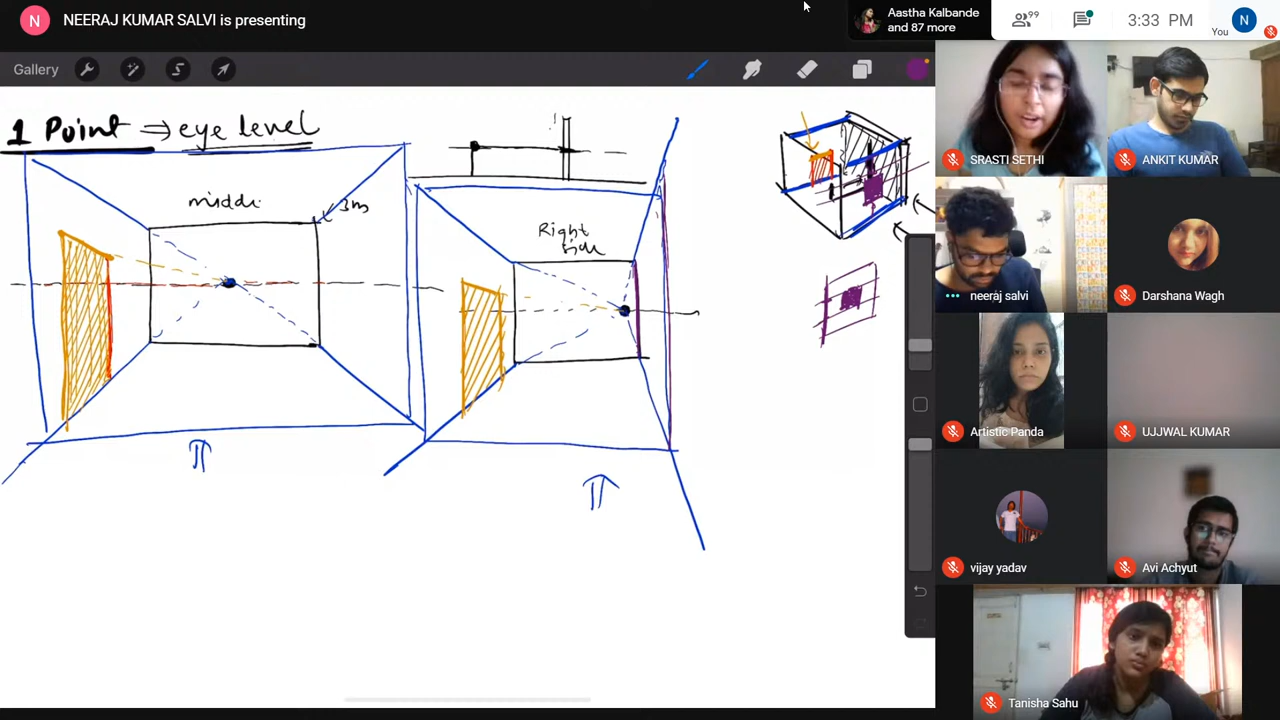 N NEERAJ KUMAR SALVI is presenting
Aastha Kalbande
and 87 more
99
3:33 PM
You
N
Gallery
1 Point ⇒ eye level
middle
3m
Right
side
SRASTI SETHI
ANKIT KUMAR
neeraj salvi
Darshana Wagh
Artistic Panda
UJJWAL KUMAR
vijay yadav
Avi Achyut
Tanisha Sahu